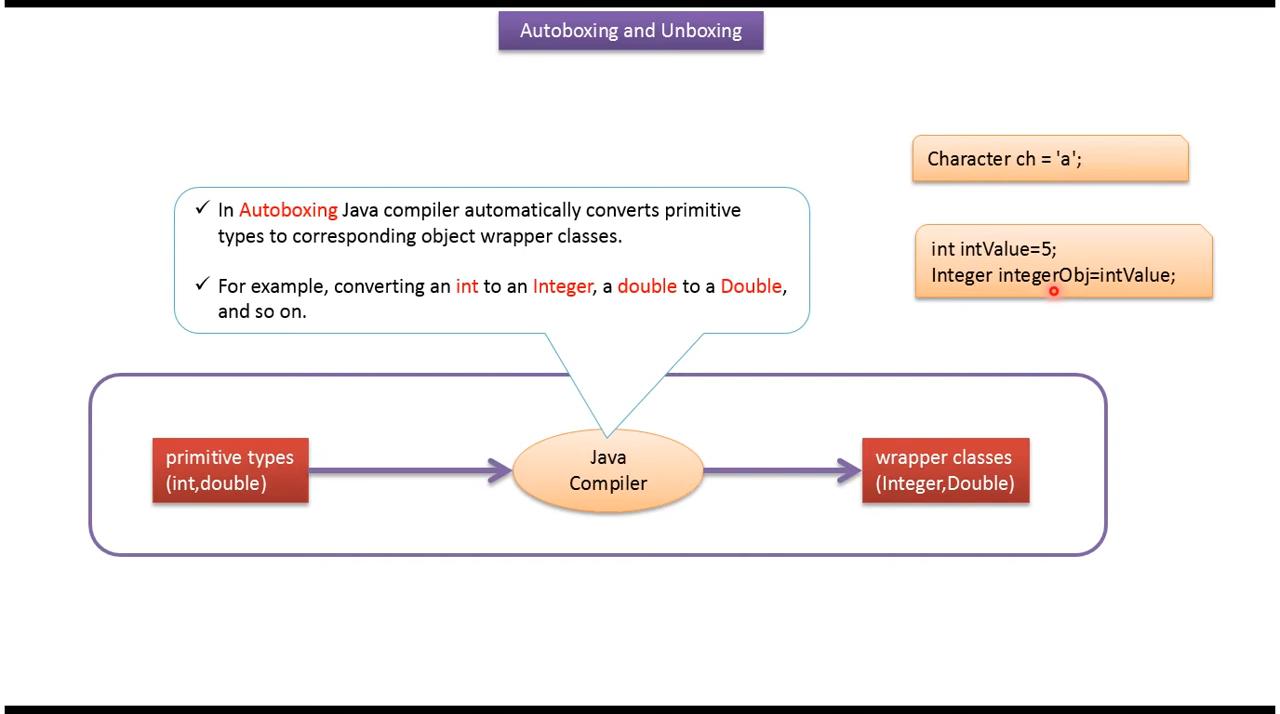 Autoboxing and Unboxing
Character ch = 'a';
In Autoboxing Java compiler automatically converts primitive
types to corresponding object wrapper classes.
int intValue=5;
Integer integerObj=intValue;
For example, converting an int to an Integer, a double to a Double,
and so on.
primitive types
(int,double)
Java
Compiler
wrapper classes
(Integer,Double)